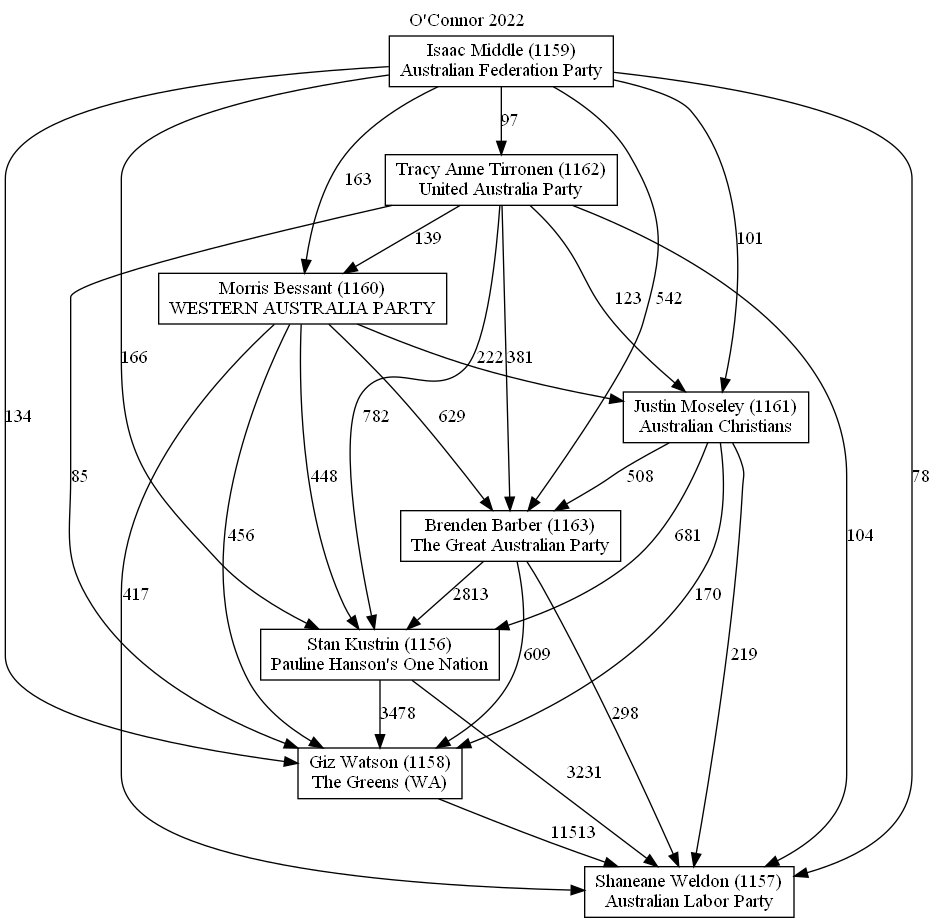 O'Connor 2022
Isaac Middle (1159)
Australian Federation Party
97
163
Tracy Anne Tirronen (1162)
United Australia Party
139
101
Morris Bessant (1160)
WESTERN AUSTRALIA PARTY
123
542
166
222
381
134
782
629
Justin Moseley (1161)
Australian Christians
85
448
508
78
Brenden Barber (1163)
The Great Australian Party
456
681
104
417
2813
170
Stan Kustrin (1156)
Pauline Hanson's One Nation
609
219
3478
298
Giz Watson (1158)
The Greens (WA)
3231
11513
Shaneane Weldon (1157)
Australian Labor Party